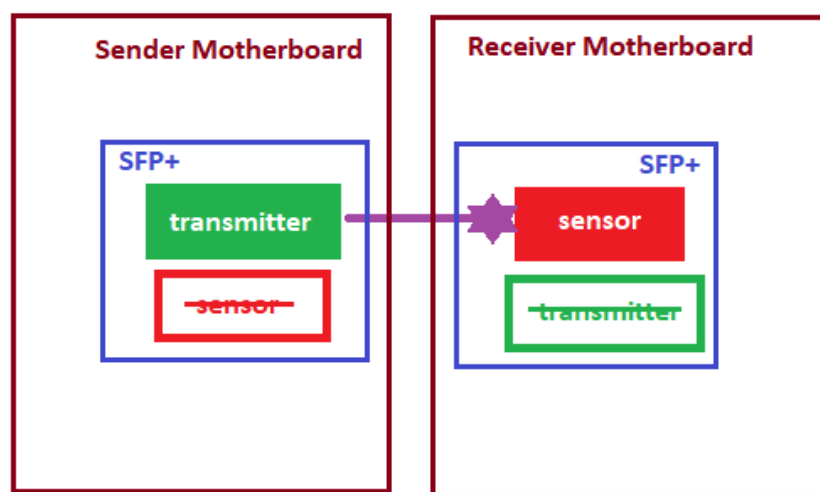 Sender Motherboard
SFP+
transmitter
sensor
Receiver Motherboard
SFP+
sensor
transmitter